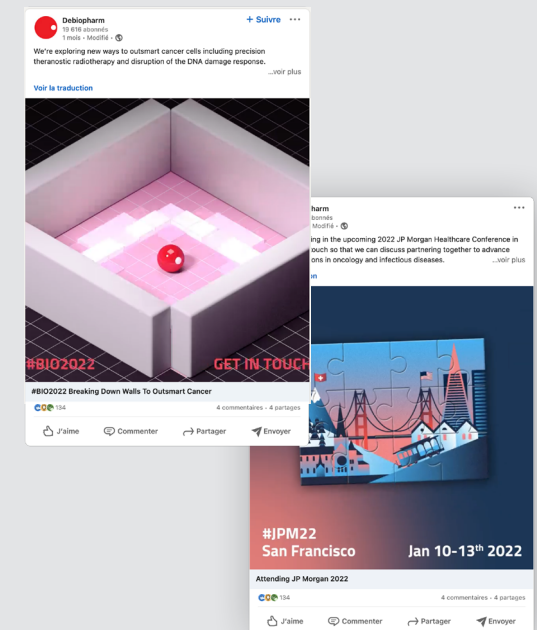 Debiopharm
+ Suivre
19 616 abonnés
1 mois • Modifié •
We're exploring new ways to outsmart cancer cells including precision
theranostic radiotherapy and disruption of the DNA damage response.
...voir plus
Voir la traduction
#BIO2022
GET IN TOUCH
#BIO2022 Breaking Down Walls To Outsmart Cancer
134
4 commentaires • 4 partages
J'aime
Commenter
Partager
Envoyer
harm
bonnés
Modifié •
ing in the upcoming 2022 JP Morgan Healthcare Conference in
ouch so that we can discuss partnering together to advance
ons in oncology and infectious diseases.
...voir plus
on
#JPM22
San Francisco
Jan 10-13th 2022
Attending JP Morgan 2022
134
4 commentaires • 4 partages
J'aime
Commenter
Partager
Envoyer